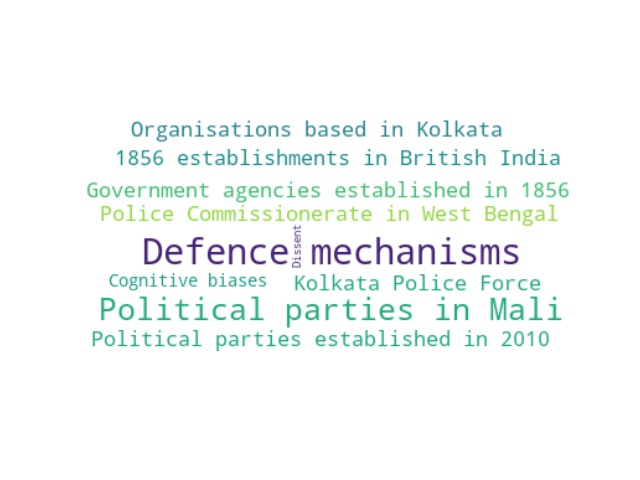 Organisations based in Kolkata
1856 establishments in British India
Government agencies established in 1856
Police Commissionerate in West Bengal
Defence mechanisms
Dissent
Cognitive biases
Kolkata Police Force
Political parties in Mali
Political parties established in 2010